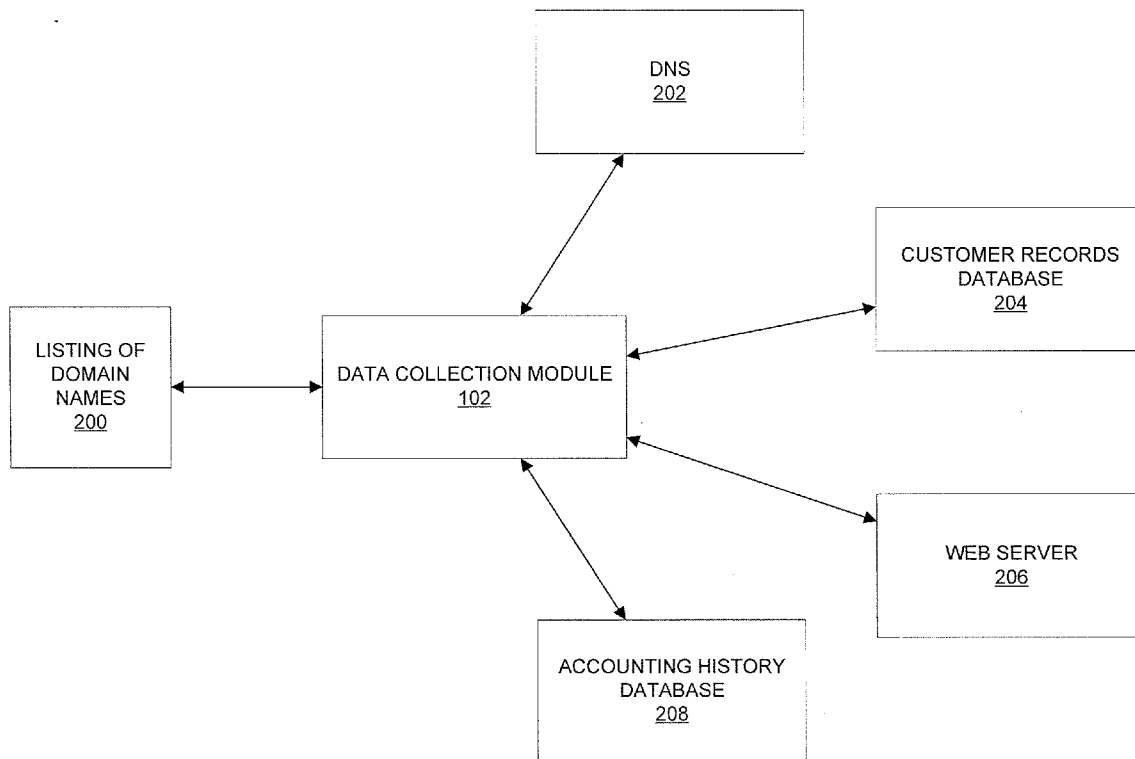 DNS
202
CUSTOMER RECORDS
DATABASE
204
LISTING OF
DOMAIN
NAMES
200
DATA COLLECTION MODULE
102
WEB SERVER
206
ACCOUNTING HISTORY
DATABASE
208